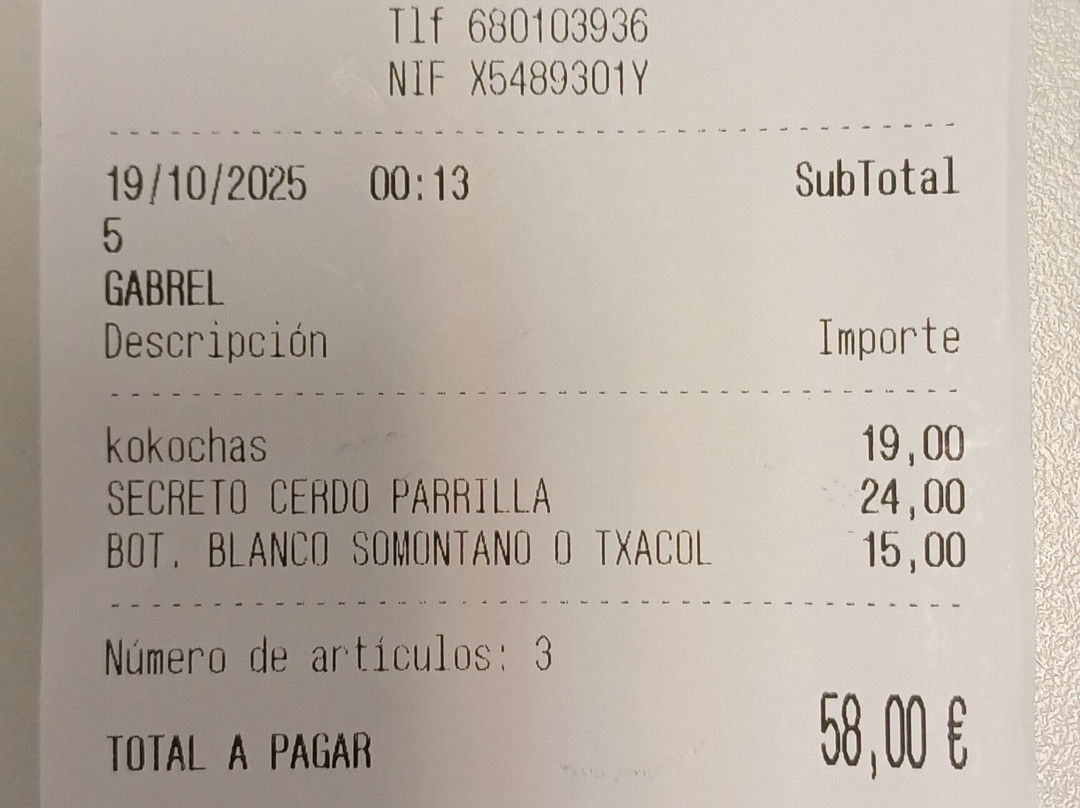 Tlf 680103936
NIF X5489301Y
19/10/2025 00:13 SubTotal
5
GABREL
Descripción Importe
kokochas 19,00
SECRETO CERDO PARRILLA 24,00
BOT. BLANCO SOMONTANO O TXACOL 15,00
Número de artículos: 3
TOTAL A PAGAR 58,00 €